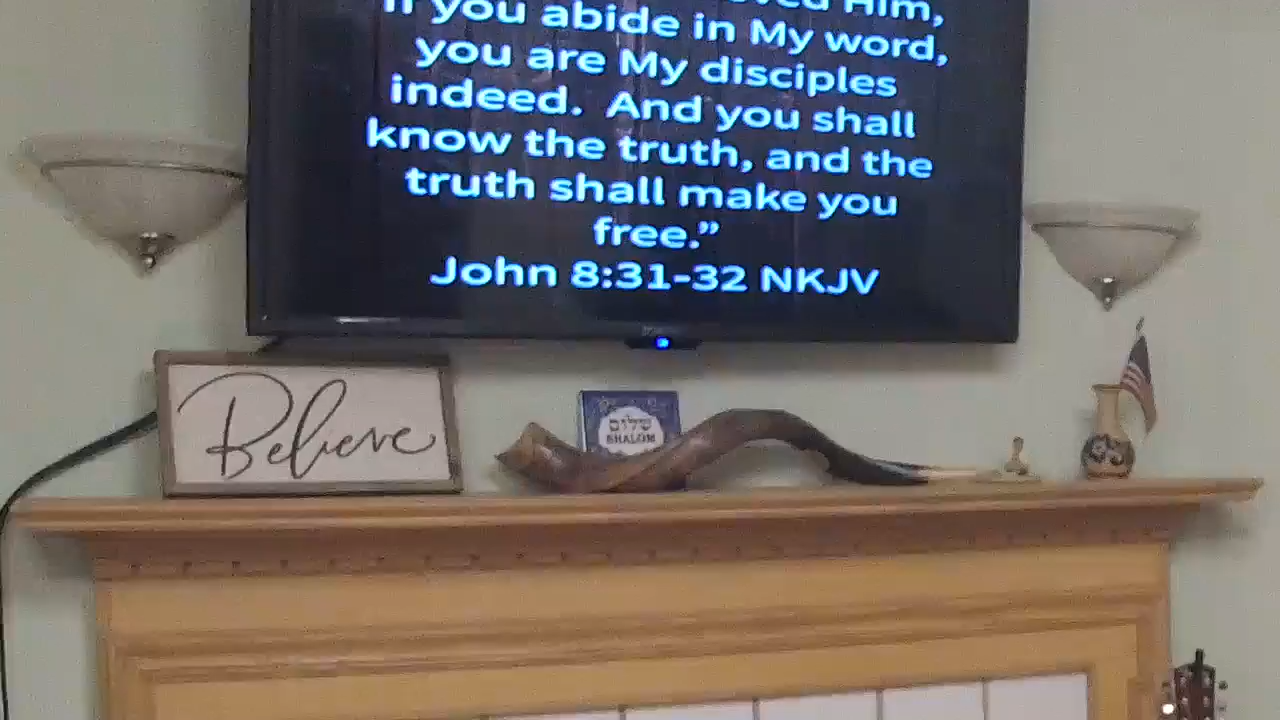 Him,
If you abide in My word,
you are My disciples
indeed. And you shall
know the truth, and the
truth shall make you
free.”
John 8:31-32 NKJV
Believe
שלום
SHALOM